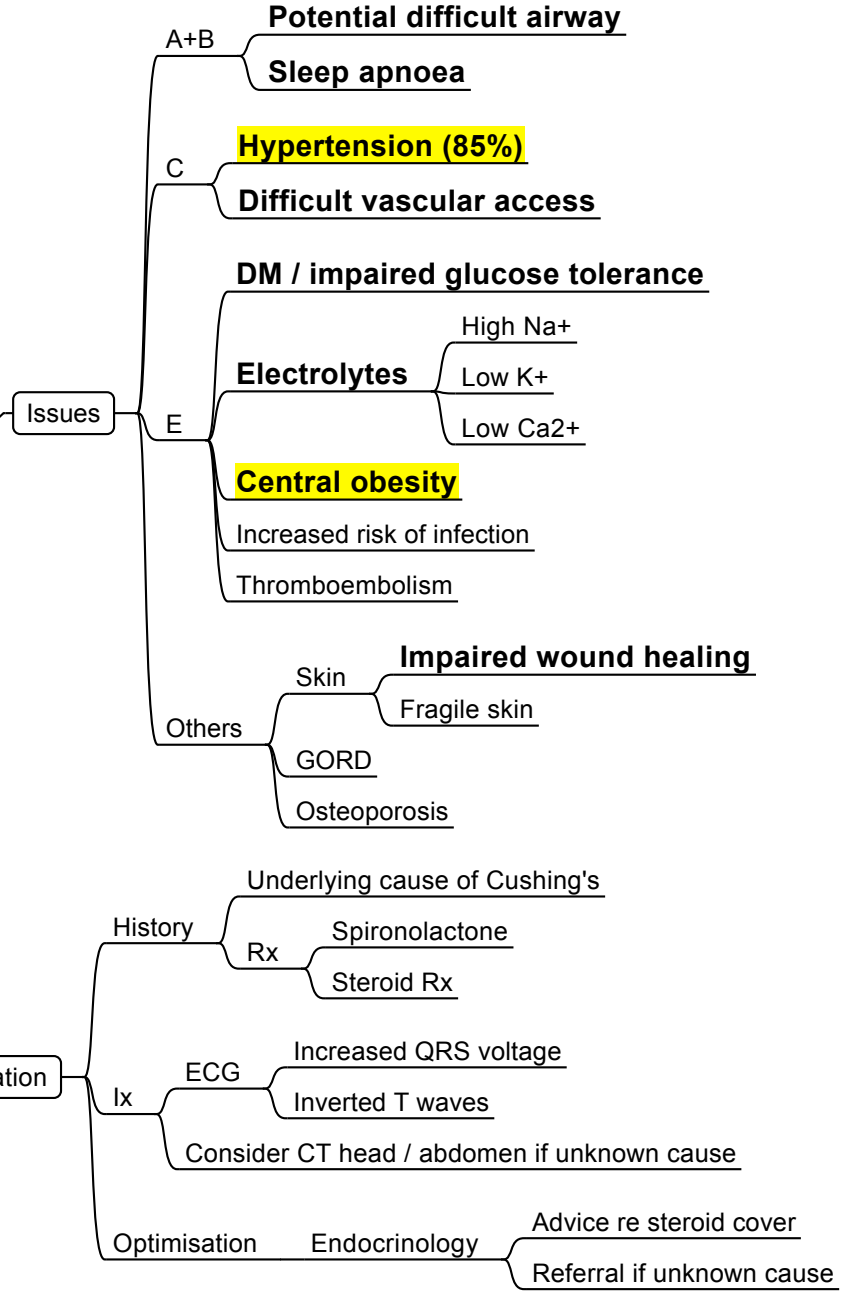 Potential difficult airway
A+B
Sleep apnoea
Hypertension (85%)
C
Difficult vascular access
DM / impaired glucose tolerance
High Na+
Electrolytes
Low K+
Low Ca2+
Issues
E
Central obesity
Increased risk of infection
Thromboembolism
Impaired wound healing
Skin
Fragile skin
Others
GORD
Osteoporosis
Underlying cause of Cushing's
History
Spironolactone
Rx
Steroid Rx
Increased QRS voltage
ECG
Inverted T waves
ation
Ix
Consider CT head / abdomen if unknown cause
Advice re steroid cover
Optimisation
Endocrinology
Referral if unknown cause